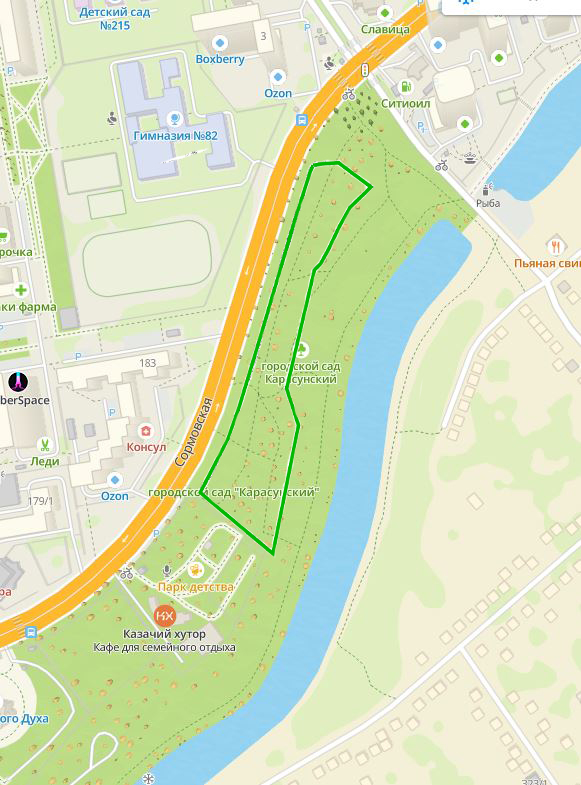 Детский сад
№215
Славица
Boxberry
3
Ozon
P
Ситиоил
Гимназия №82
P
Рыба
рочка
Пьяная сви
ки фарма
183
городской сад
Карасунский
berSpace
P
Сормовская
Консул
Леди
Ozon
городской сад "Карасунский"
179/1
P
ра
Парк детства
Казачий хутор
Кафе для семейного отдыха
ого Духа